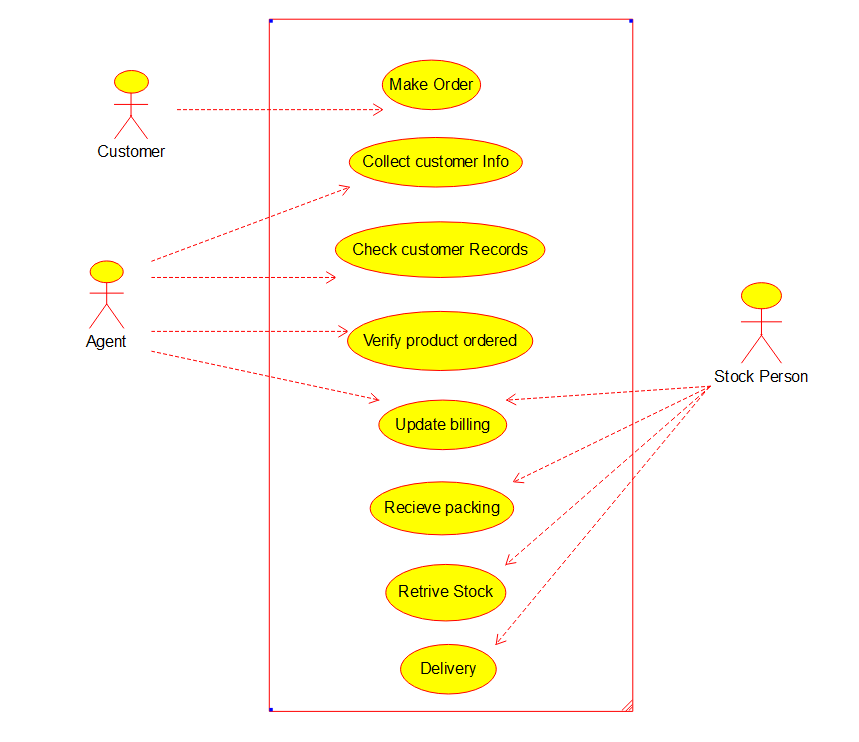 Make Order
Customer
Collect customer Info
Check customer Records
Agent
Verify product ordered
Stock Person
Update billing
Recieve packing
Retrive Stock
Delivery